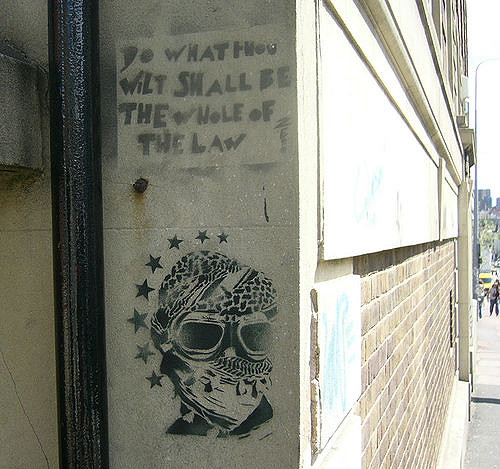 DO WHAT THOU
WILT SHALL BE
THE WHOLE OF
THE LAW